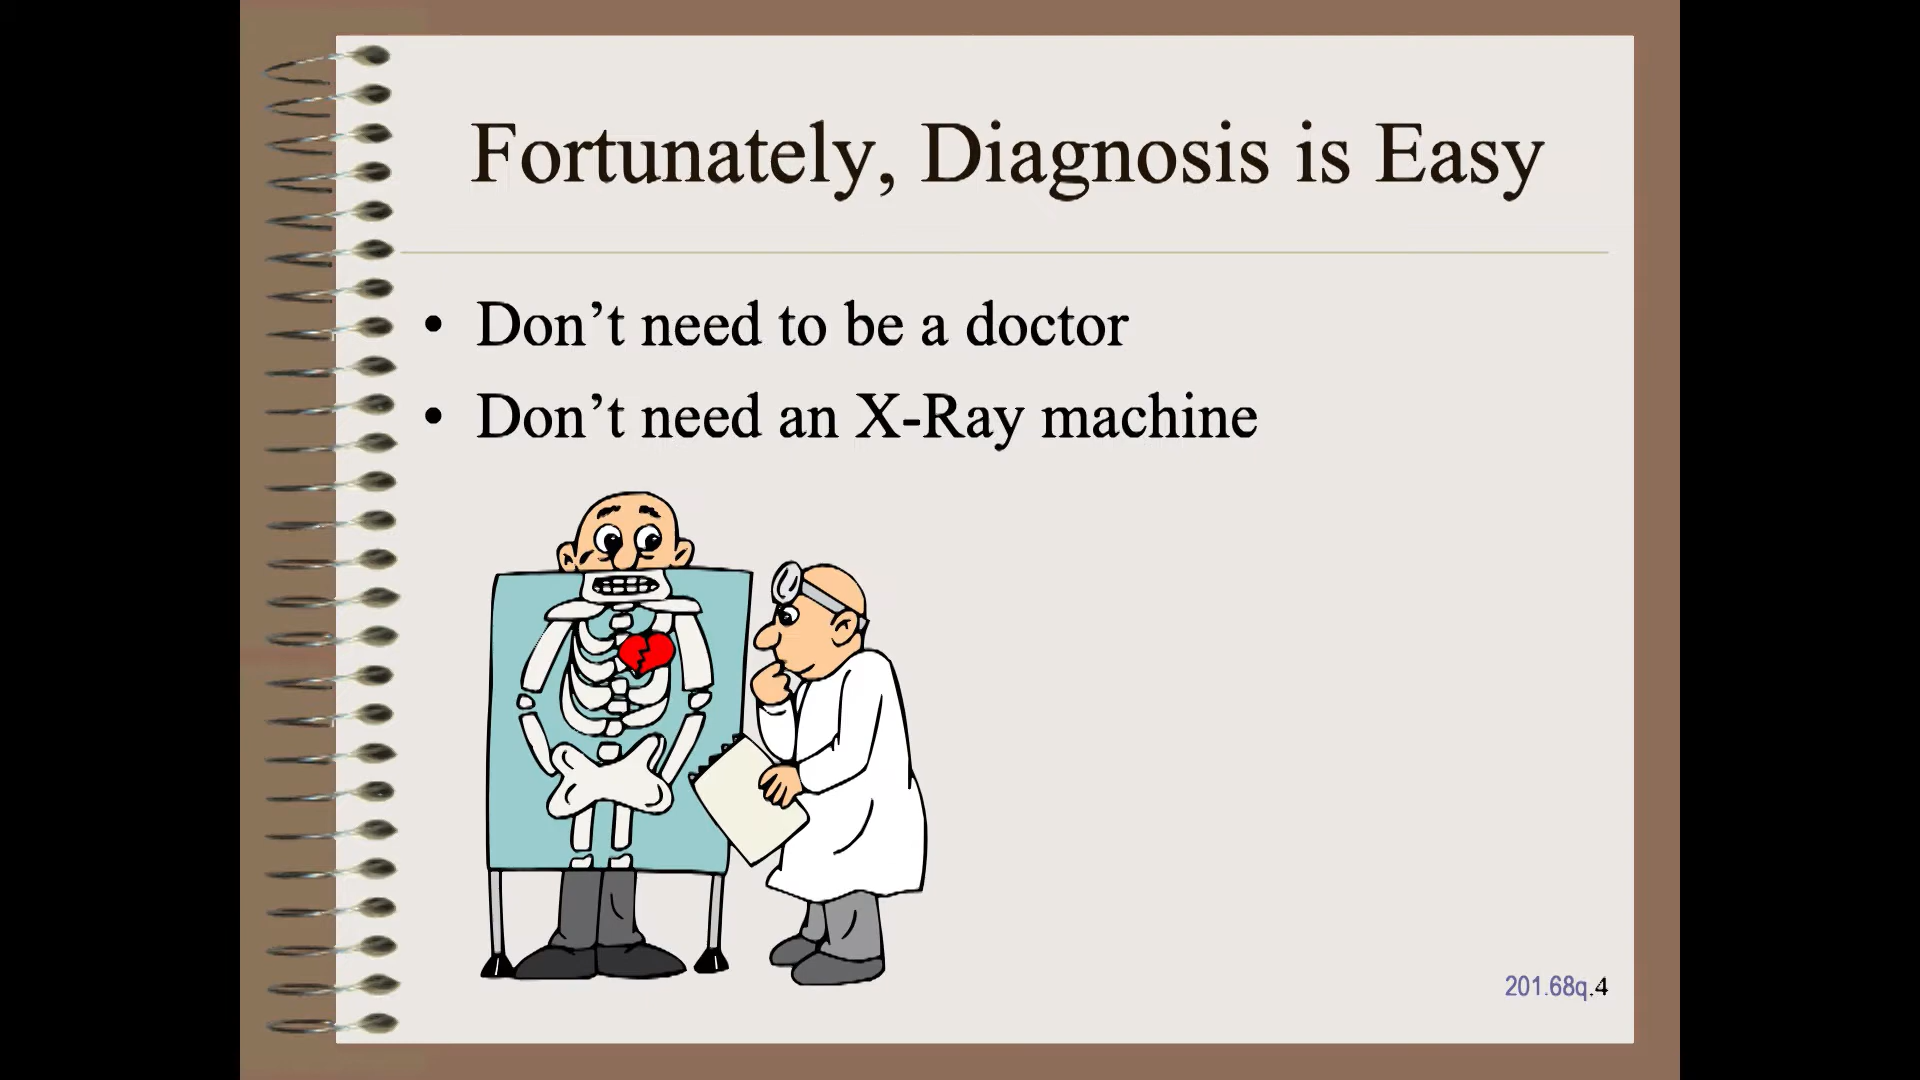 Fortunately, Diagnosis is Easy
• Don’t need to be a doctor
• Don’t need an X-Ray machine
201.68q.4